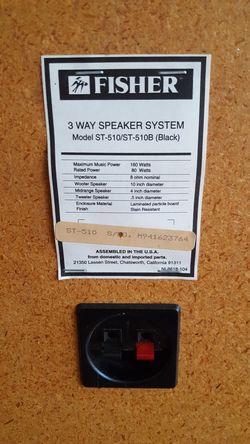 FISHER
3 WAY SPEAKER SYSTEM
Model ST-510/ST-510B (Black)
Maximum Music Power 160 Watts
Rated Power 80 Watts
Impedance 8 ohm nominal
Woofer Speaker 10 inch diameter
Midrange Speaker 4 inch diameter
Tweeter Speaker .5 inch diameter
Enclosure Material Laminated particle board
Finish Stain Resistant
ST-510 S/NO. M941623764
ASSEMBLED IN THE U.S.A.
from domestic and imported parts.
21350 Lassen Street, Chatsworth, California 91311